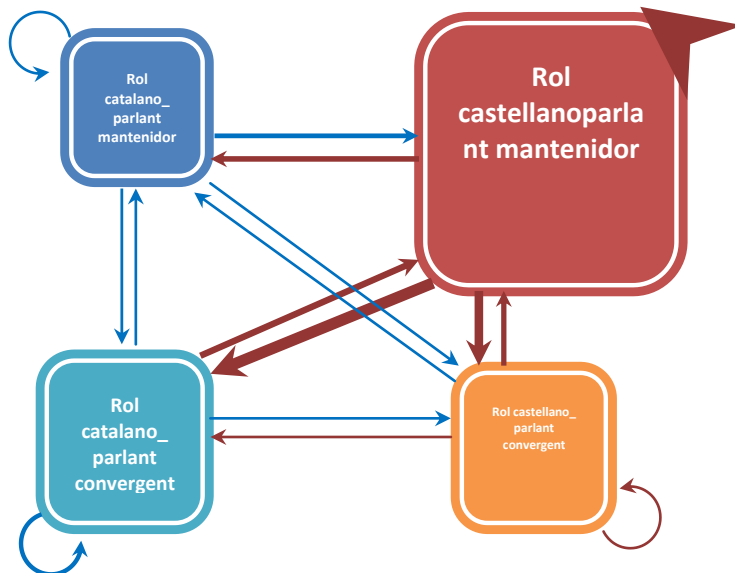 Rol
catalano_
parlant
mantenidor
Rol
castellanoparla
nt mantenidor
Rol
catalano_
parlant
convergent
Rol castellano_
parlant
convergent